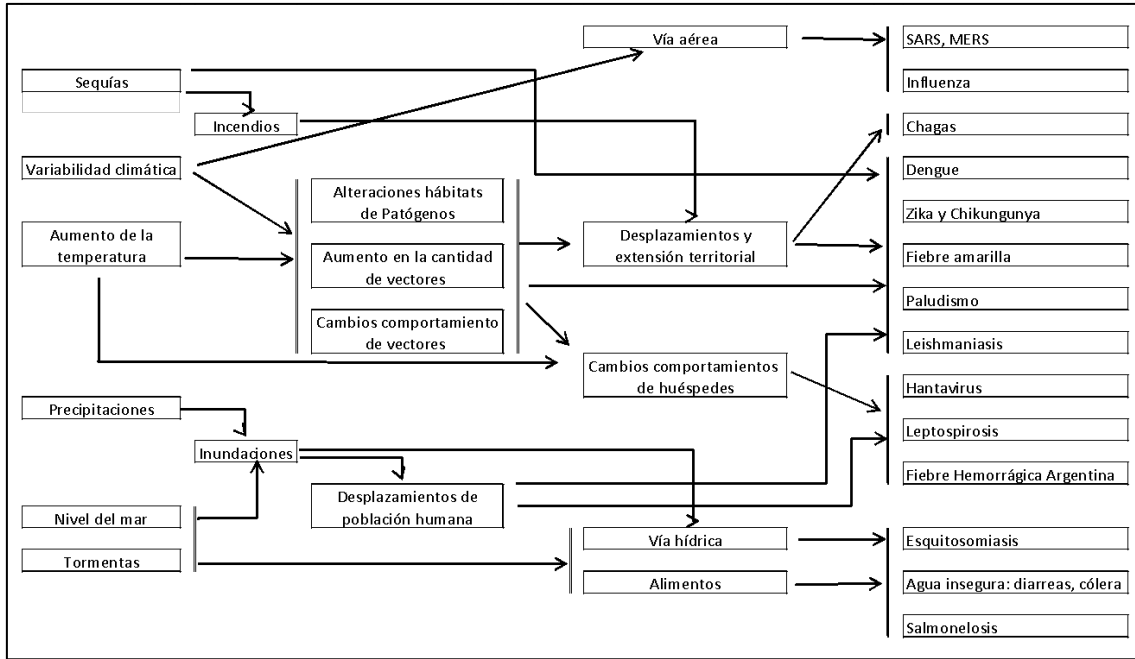 Vía aérea
SARS, MERS
Sequías
Influenza
Incendios
Chagas
Variabilidad climática
Dengue
Alteraciones hábitats
de Patógenos
Zika y Chikungunya
Aumento de la
temperatura
Desplazamientos y
extensión territorial
Aumento en la cantidad
de vectores
Fiebre amarilla
Paludismo
Cambios comportamiento
de vectores
Leishmaniasis
Cambios comportamientos
de huéspedes
Hantavirus
Precipitaciones
Leptospirosis
Inundaciones
Fiebre Hemorrágica Argentina
Desplazamientos de
población humana
Nivel del mar
Vía hídrica
Esquitosomiasis
Tormentas
Alimentos
Agua insegura: diarreas, cólera
Salmonelosis